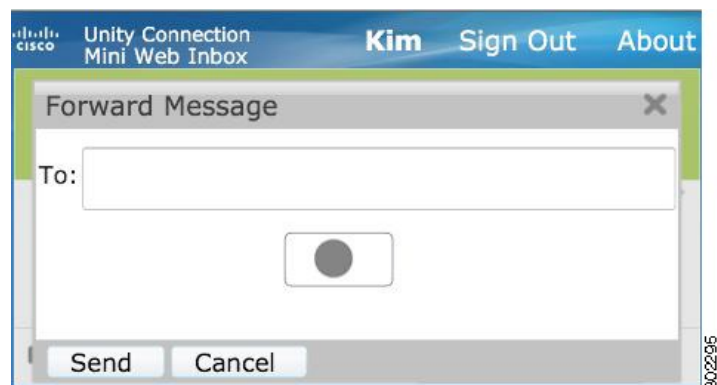 cisco
Unity Connection
Mini Web Inbox
Kim Sign Out About
Forward Message
To:
Send Cancel
302295